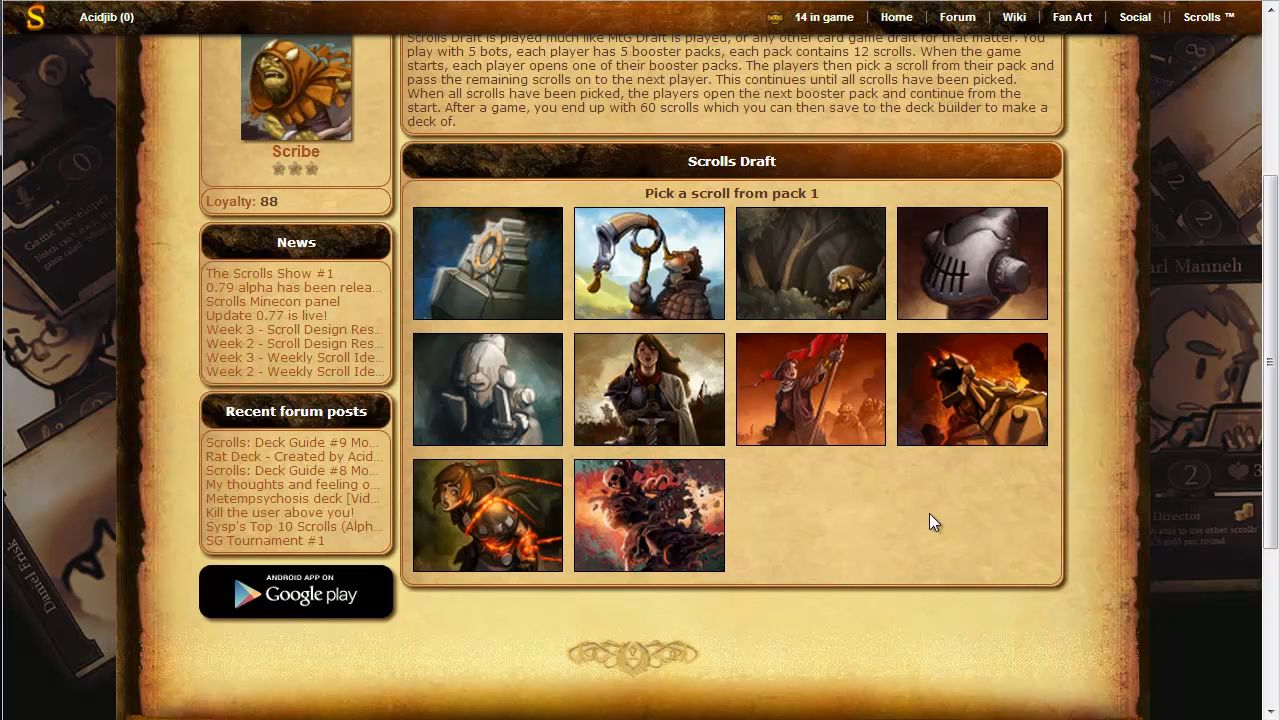 S
Acidjib (0)
14 in game
Home
Forum
Wiki
Fan Art
Social
Scrolls ™
Scribe
Loyalty: 88
News
The Scrolls Show #1
0.79 alpha has been relea...
Scrolls Minecon panel
Update 0.77 is live!
Week 3 - Scroll Design Res...
Week 2 - Scroll Design Res...
Week 3 - Weekly Scroll Ide...
Week 2 - Weekly Scroll Ide...
Recent forum posts
Scrolls: Deck Guide #9 Mo...
Rat Deck - Created by Acid...
Scrolls: Deck Guide #8 Mo...
My thoughts and feeling o...
Metempsychosis deck [Vid...
Kill the user above you!
Sysp's Top 10 Scrolls (Alph...
SG Tournament #1
ANDROID APP ON
Google play
Scrolls Draft is played much like MtG Draft is played, or any other card game draft for that matter. You
play with 5 bots, each player has 5 booster packs, each pack contains 12 scrolls. When the game
starts, each player opens one of their booster packs. The players then pick a scroll from their pack and
pass the remaining scrolls on to the next player. This continues until all scrolls have been picked.
When all scrolls have been picked, the players open the next booster pack and continue from the
start. After a game, you end up with 60 scrolls which you can then save to the deck builder to make a
deck of.
Scrolls Draft
Pick a scroll from pack 1
Game Developer
Daniel Frisk
arl Manneh
2
3
Director